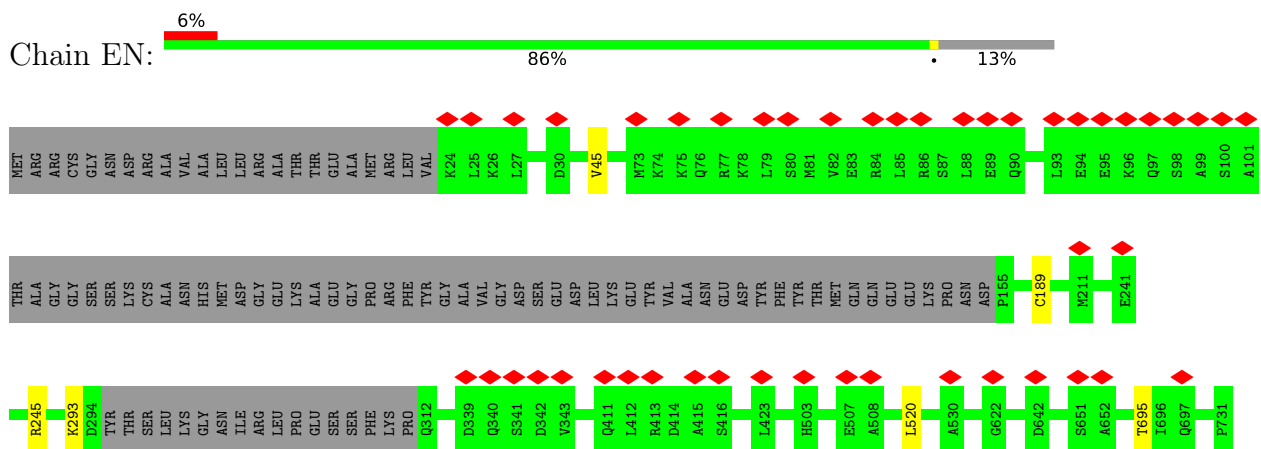 6%
Chain EN:
86% • 13%
MET ARG ARG CYS GLY ASN ASP ARG ALA VAL ALA LEU LEU ARG ALA THR THR GLU ALA MET ARG LEU VAL K24 L25 K26 L27 D30 V45 M73 K74 K75 Q76 R77 K78 L79 S80 M81 V82 E83 R84 L85 R86 S87 L88 E89 Q90 L93 E94 E95 K96 Q97 S98 A99 S100 A101
THR ALA GLY GLY SER SER LYS CYS ALA ASN HIS MET ASP GLY GLU LYS ALA GLU GLY PRO ARG PHE TYR GLY ALA VAL GLY ASP SER GLU ASP LEU LYS GLU TYR VAL ALA ASN GLU ASP TYR PHE TYR THR MET GLN GLN GLU GLU LYS PRO ASN ASP P155 C189 M211 E241
R245 K293 D294 TYR THR SER LEU LYS GLY ASN ILE ARG LEU PRO GLU SER SER PHE LYS PRO Q312 D339 Q340 S341 D342 V343 Q411 L412 R413 D414 A415 S416 L423 H503 E507 A508 L520 A530 G622 D642 S651 A652 T695 I696 Q697 P731